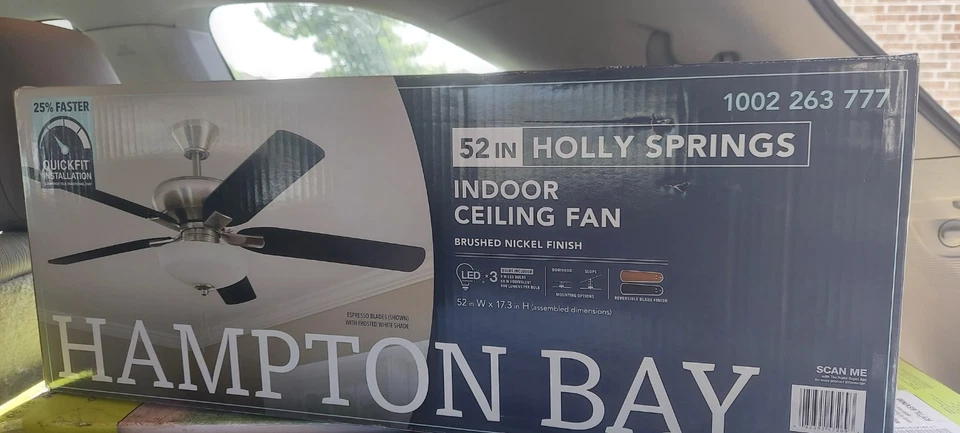 25% FASTER
QUICKFIT
INSTALLATION
1002 263 777
52 IN HOLLY SPRINGS
INDOOR
CEILING FAN
BRUSHED NICKEL FINISH
LED × 3
BULBS INCLUDED
DOWNROD SLOPE
MOUNTING OPTIONS
REVERSIBLE BLADE FINISH
52 in W x 17.3 in H (assembled dimensions)
ESPRESSO BLADES (SHOWN)
WITH FROSTED WHITE SHADE
HAMPTON BAY
SCAN ME